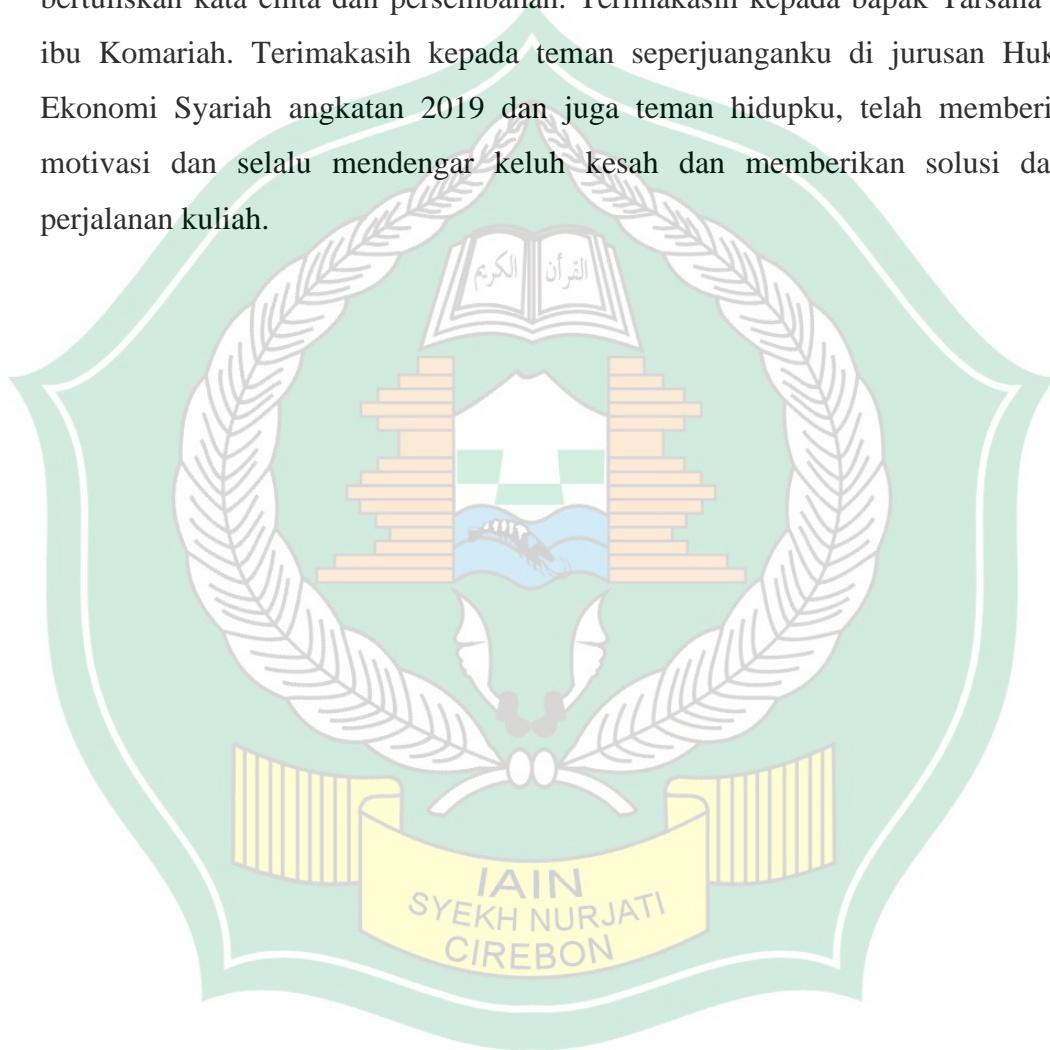 kata cinta dan persembahan. Terimakasih kepada bapak Tarsana
ibu Komariah. Terimakasih kepada teman seperjuanganku di jurusan Huk
Ekonomi Syariah angkatan 2019 dan juga teman hidupku, telah memberi
motivasi dan selalu mendengar keluh kesah dan memberikan solusi da
perjalanan kuliah.
القرأن الكريم
IAIN
SYEKH NURJATI
CIREBON